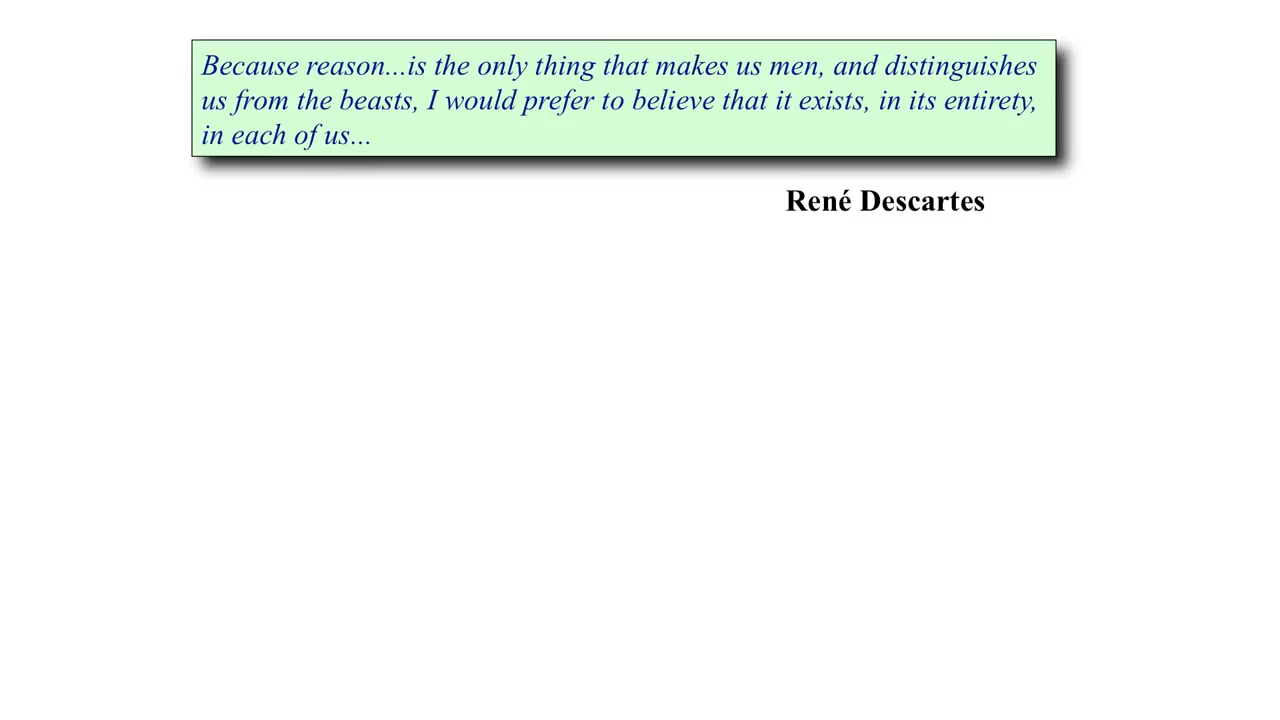 Because reason...is the only thing that makes us men, and distinguishes
us from the beasts, I would prefer to believe that it exists, in its entirety,
in each of us...
René Descartes